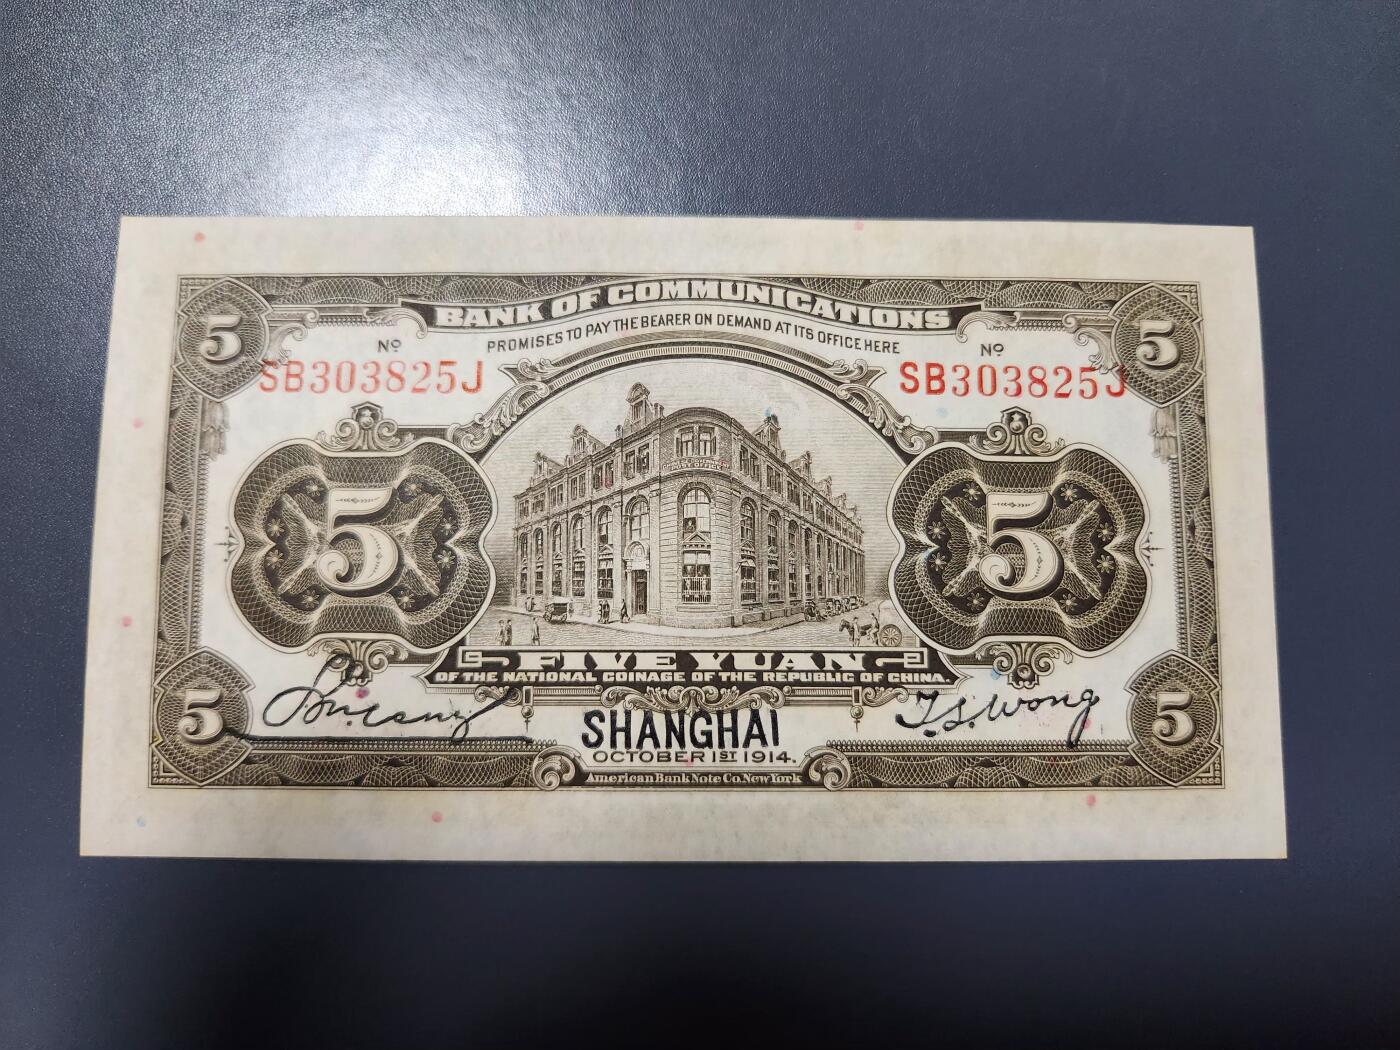 BANK OF COMMUNICATIONS
PROMISES TO PAY THE BEARER ON DEMAND AT ITS OFFICE HERE
5
5
Nº
Nº
SB303825J
SB303825J
5
5
FIVE YUAN
OF THE NATIONAL COINAGE OF THE REPUBLIC OF CHINA
5
T.S. Wong
5
SHANGHAI
OCTOBER 1ST 1914.
American Bank Note Co. New York